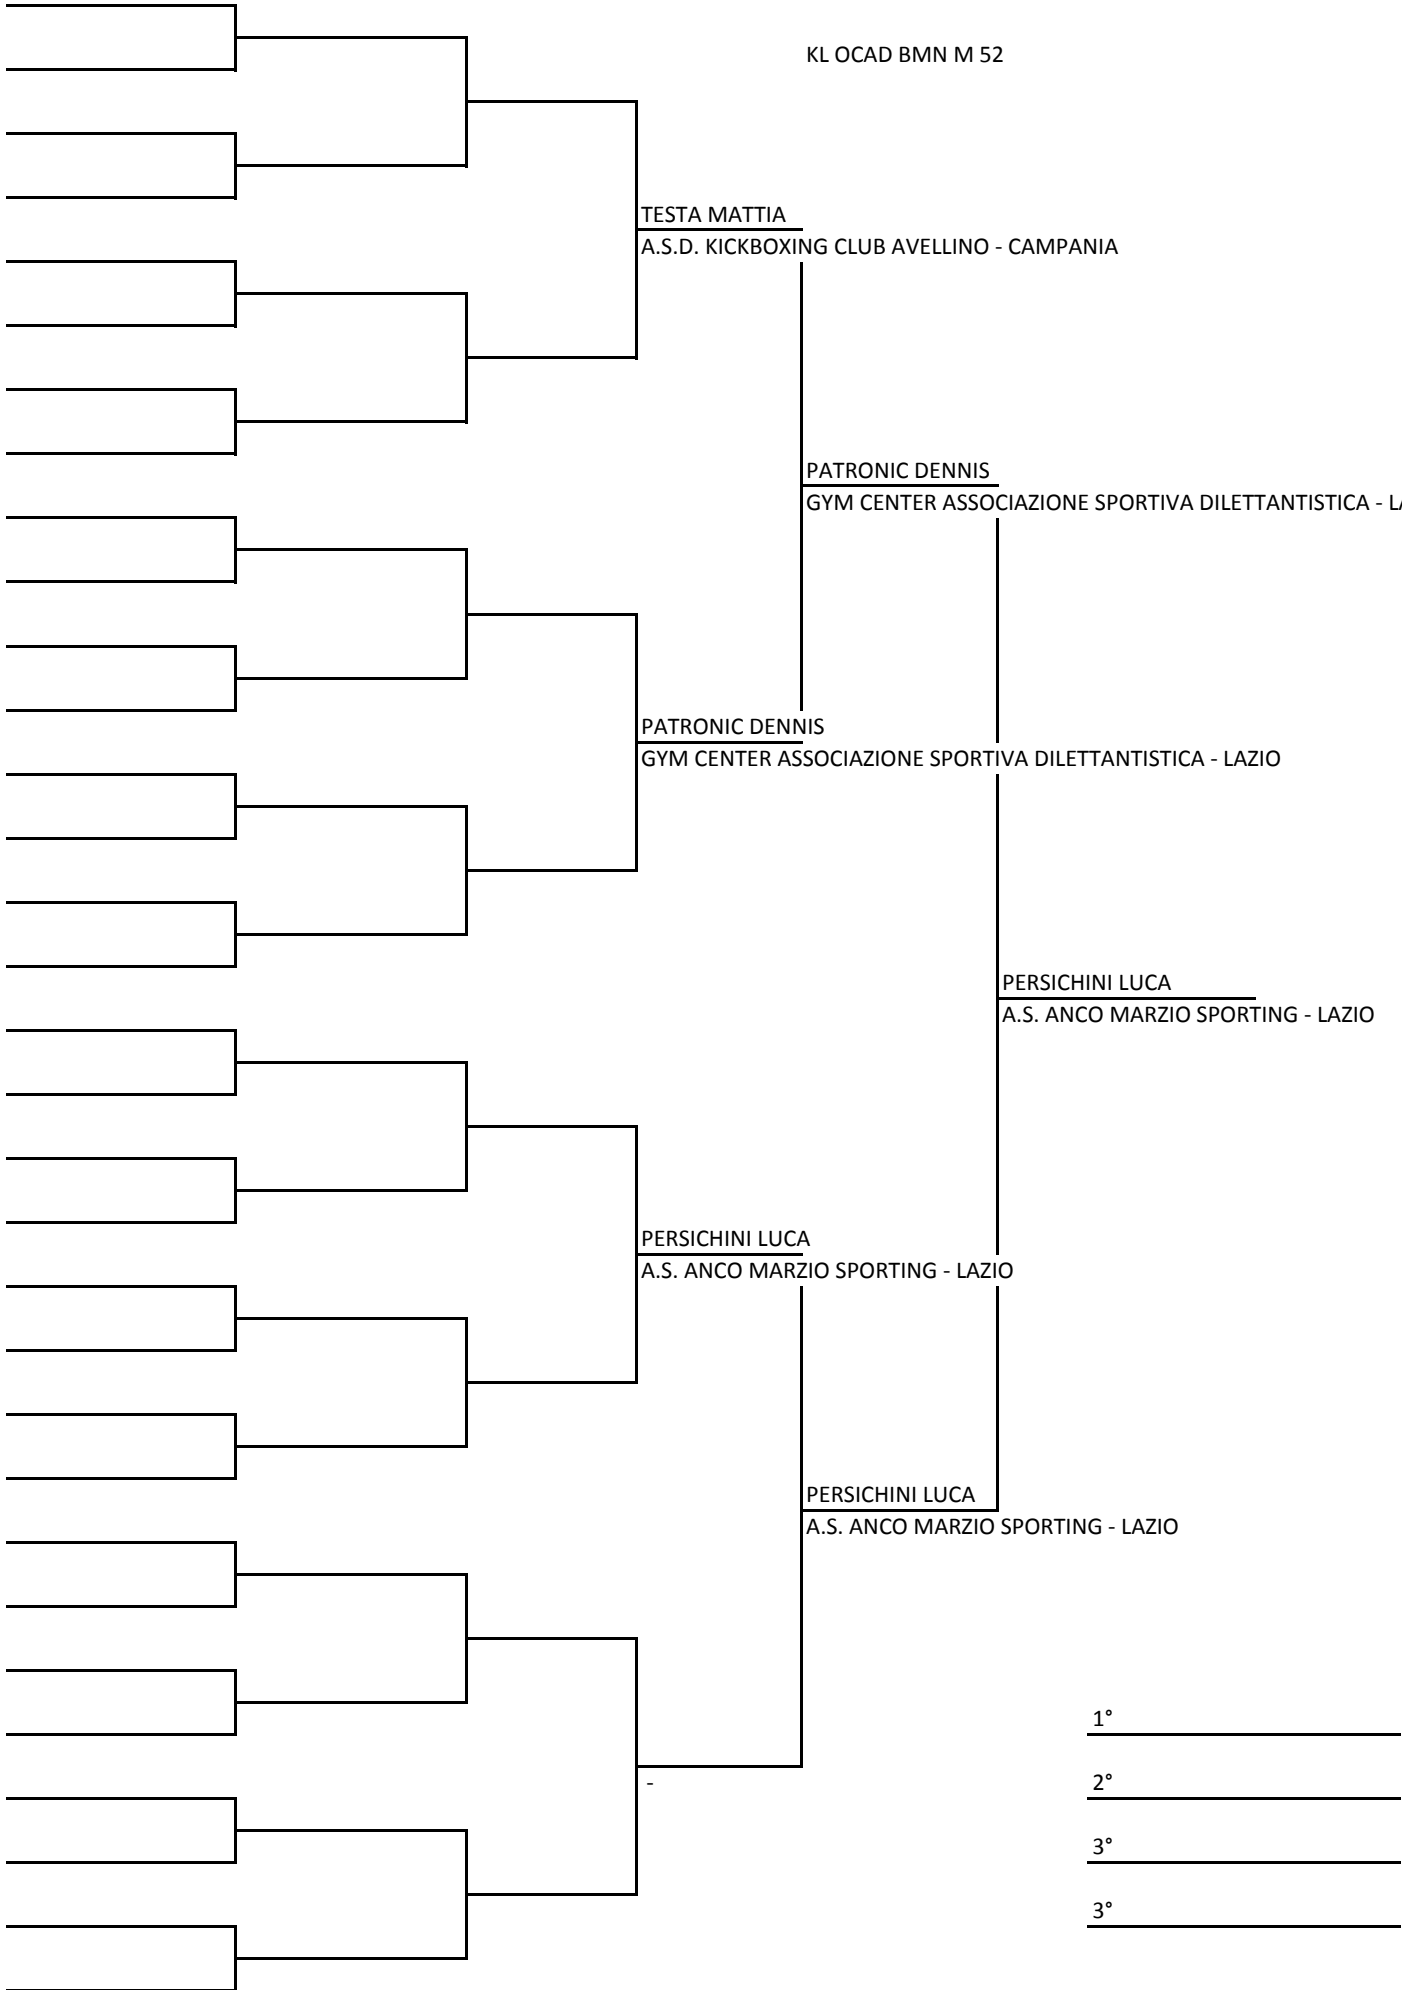 KL OCAD BMN M 52
TESTA MATTIA
A.S.D. KICKBOXING CLUB AVELLINO - CAMPANIA
PATRONIC DENNIS
GYM CENTER ASSOCIAZIONE SPORTIVA DILETTANTISTICA - LA
PATRONIC DENNIS
GYM CENTER ASSOCIAZIONE SPORTIVA DILETTANTISTICA - LAZIO
PERSICHINI LUCA
A.S. ANCO MARZIO SPORTING - LAZIO
PERSICHINI LUCA
A.S. ANCO MARZIO SPORTING - LAZIO
PERSICHINI LUCA
A.S. ANCO MARZIO SPORTING - LAZIO
1°
-
2°
3°
3°